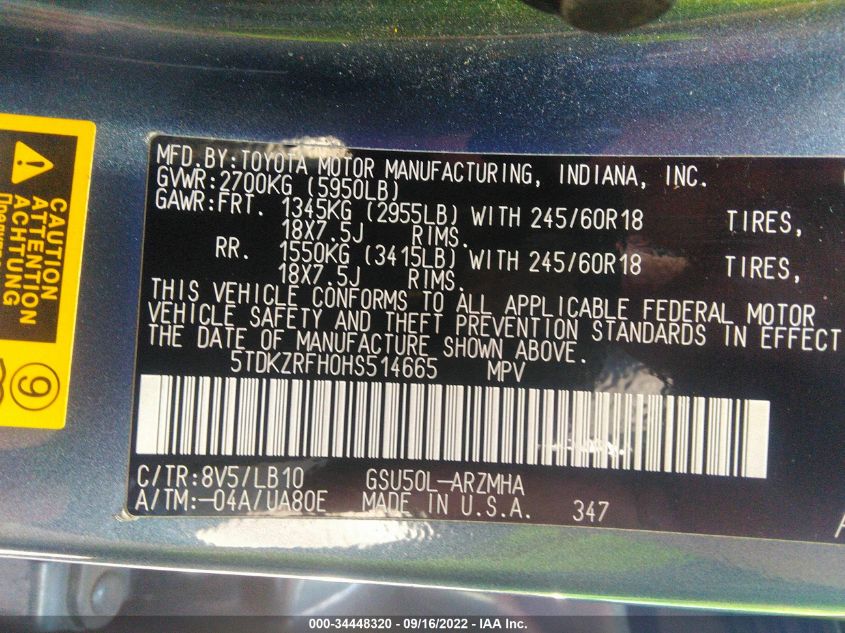 CAUTION
ATTENTION
ACHTUNG
9
MFD.BY:TOYOTA MOTOR MANUFACTURING, INDIANA, INC.
GVWR:2700KG (5950LB)
GAWR:FRT. 1345KG (2955LB) WITH 245/60R18 TIRES,
18X7.5J RIMS.
RR. 1550KG (3415LB) WITH 245/60R18 TIRES,
18X7.5J RIMS.
THIS VEHICLE CONFORMS TO ALL APPLICABLE FEDERAL MOTOR
VEHICLE SAFETY AND THEFT PREVENTION STANDARDS IN EFFECT
THE DATE OF MANUFACTURE SHOWN ABOVE.
5TDKZRFH0HS514665 MPV
C/TR:8V5/LB10 GSU50L-ARZMHA
A/TM:-04A/UA80E MADE IN U.S.A. 347
000-34448320 - 09/16/2022 - IAA Inc.